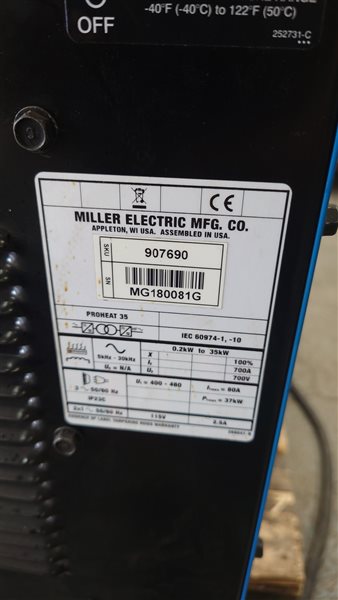 -40°F (-40°C) to 122°F (50°C)
OFF
252731-C
CE
MILLER ELECTRIC MFG. CO.
APPLETON, WI USA. ASSEMBLED IN USA.
SKU
907690
SN
MG180081G
PROHEAT 35
IEC 60974-1, -10
5kHz - 30kHz
0.2kW to 35kW
X 100%
I₂ 700A
U₀ = N/A
U₂ 700V
U₁ = 400 - 460
I₁max = 60A
3 ~ 50/60 Hz
P₁max = 37kW
IP23C
2x1 ~ 50/60 Hz
115V
2.5A